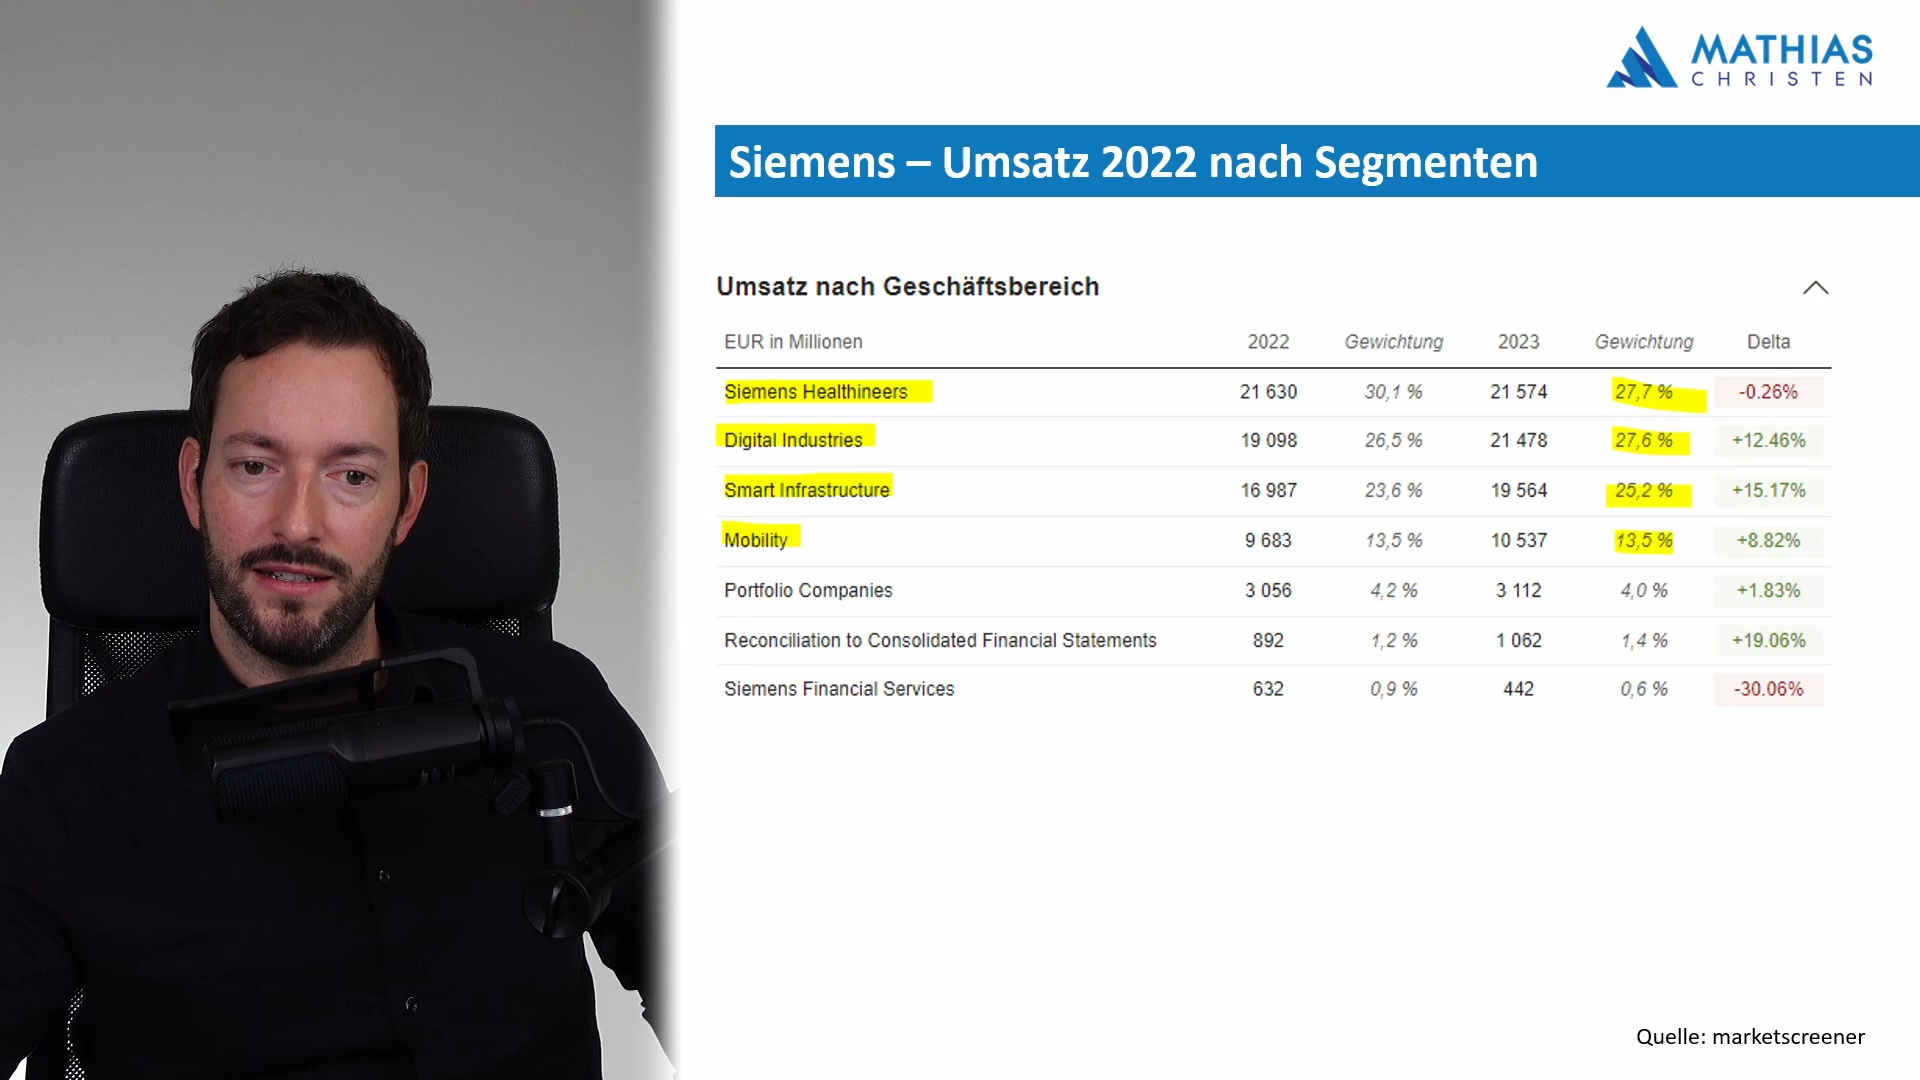 MATHIAS
CHRISTEN
Siemens – Umsatz 2022 nach Segmenten
Umsatz nach Geschäftsbereich
EUR in Millionen 2022 Gewichtung 2023 Gewichtung Delta
Siemens Healthineers 21 630 30,1 % 21 574 27,7 % -0.26%
Digital Industries 19 098 26,5 % 21 478 27,6 % +12.46%
Smart Infrastructure 16 987 23,6 % 19 564 25,2 % +15.17%
Mobility 9 683 13,5 % 10 537 13,5 % +8.82%
Portfolio Companies 3 056 4,2 % 3 112 4,0 % +1.83%
Reconciliation to Consolidated Financial Statements 892 1,2 % 1 062 1,4 % +19.06%
Siemens Financial Services 632 0,9 % 442 0,6 % -30.06%
Quelle: marketscreener